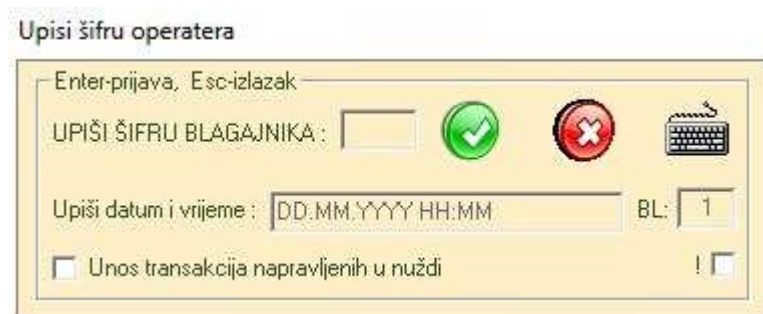 Upisi šifru operatera
Enter-prijava, Esc-izlazak
UPIŠI ŠIFRU BLAGAJNIKA :
Upiši datum i vrijeme : DD.MM.YYYY HH:MM BL: 1
Unos transakcija napravljenih u nuždi !